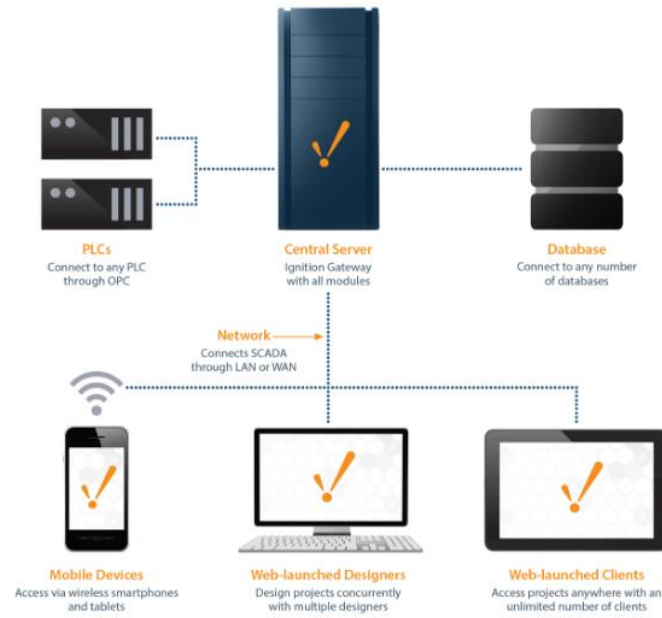 PLCs
Connect to any PLC
through OPC
Central Server
Ignition Gateway
with all modules
Database
Connect to any number
of databases
Network
Connects SCADA
through LAN or WAN
Mobile Devices
Access via wireless smartphones
and tablets
Web-launched Designers
Design projects concurrently
with multiple designers
Web-launched Clients
Access projects anywhere with an
unlimited number of clients